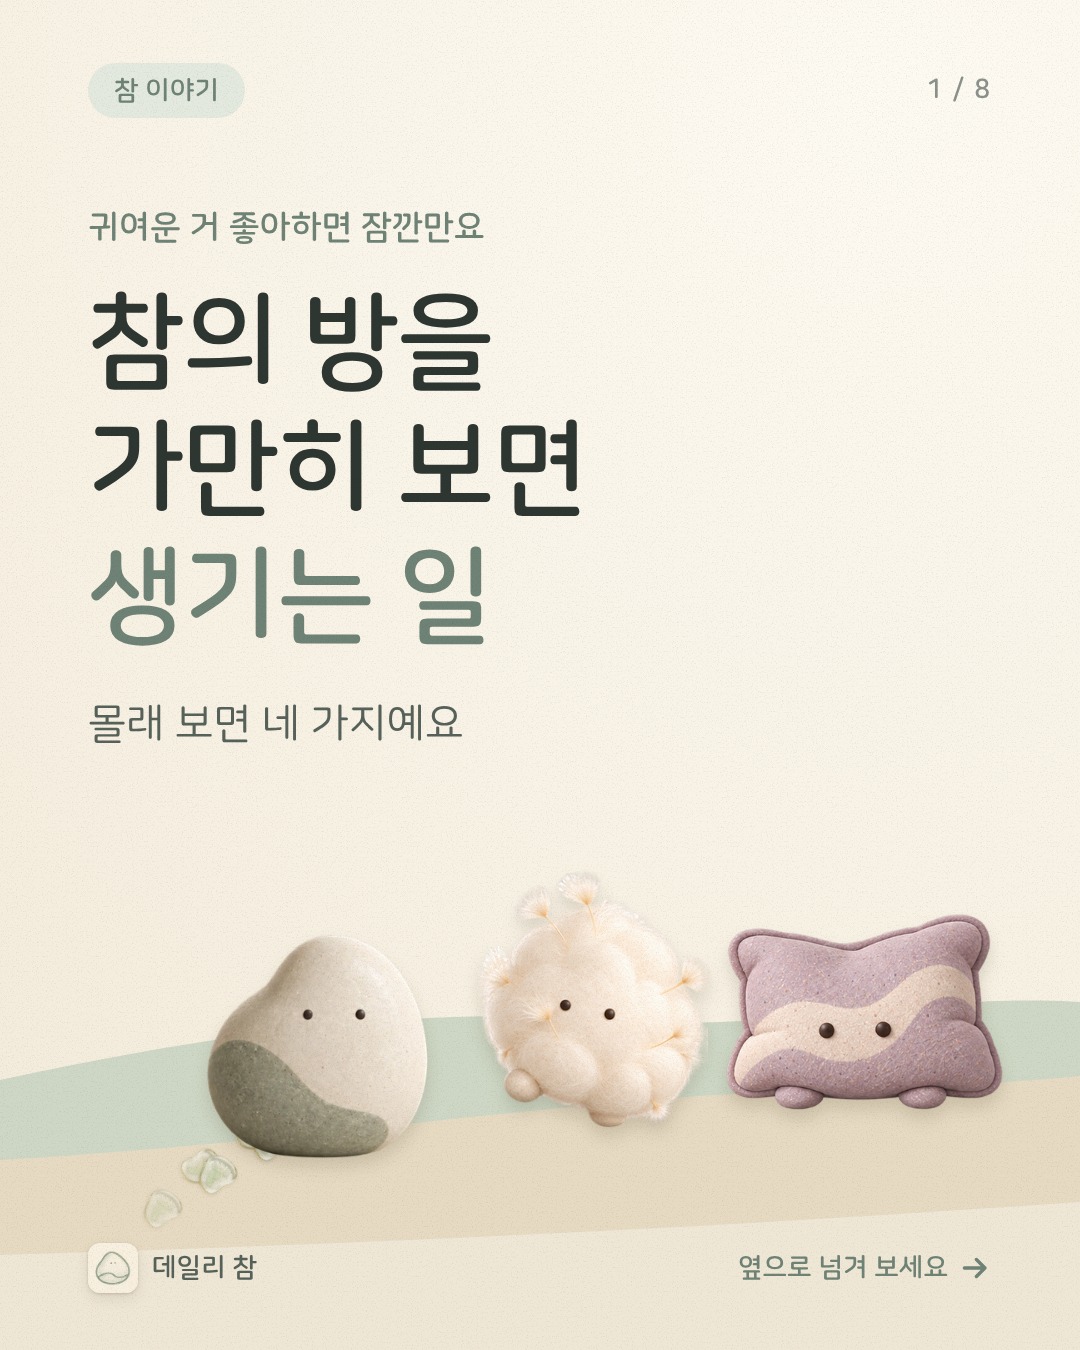 참 이야기
1 / 8
귀여운 거 좋아하면 잠깐만요
참의 방을
가만히 보면
생기는 일
몰래 보면 네 가지예요
데일리 참
옆으로 넘겨 보세요 →